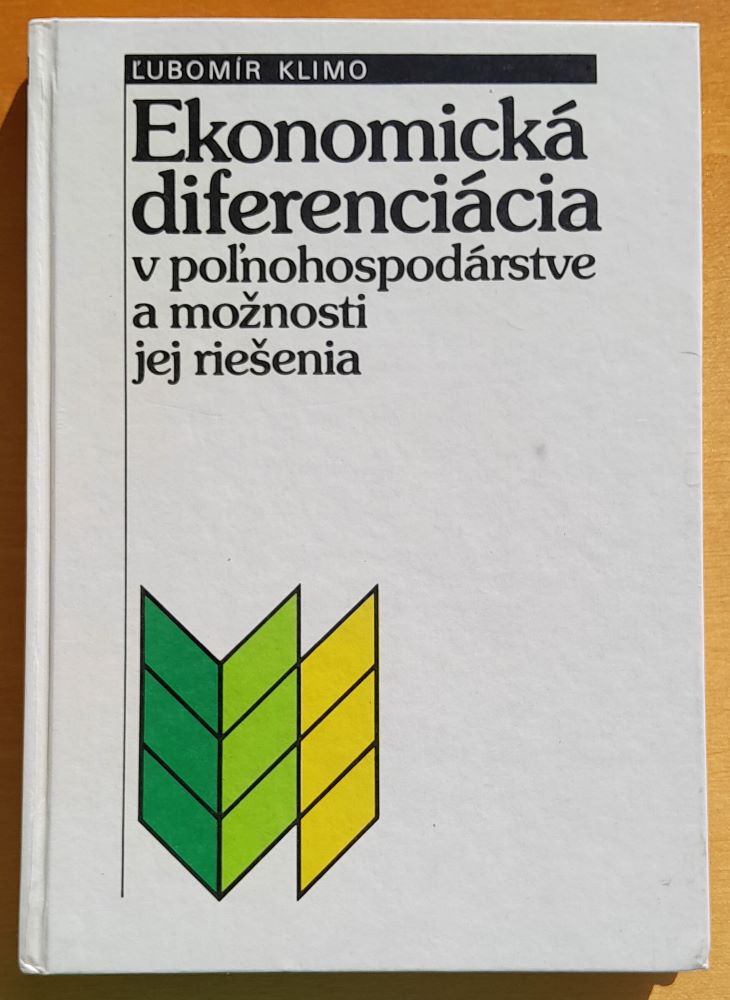 ĽUBOMÍR KLIMO
Ekonomická
diferenciácia
v poľnohospodárstve
a možnosti
jej riešenia